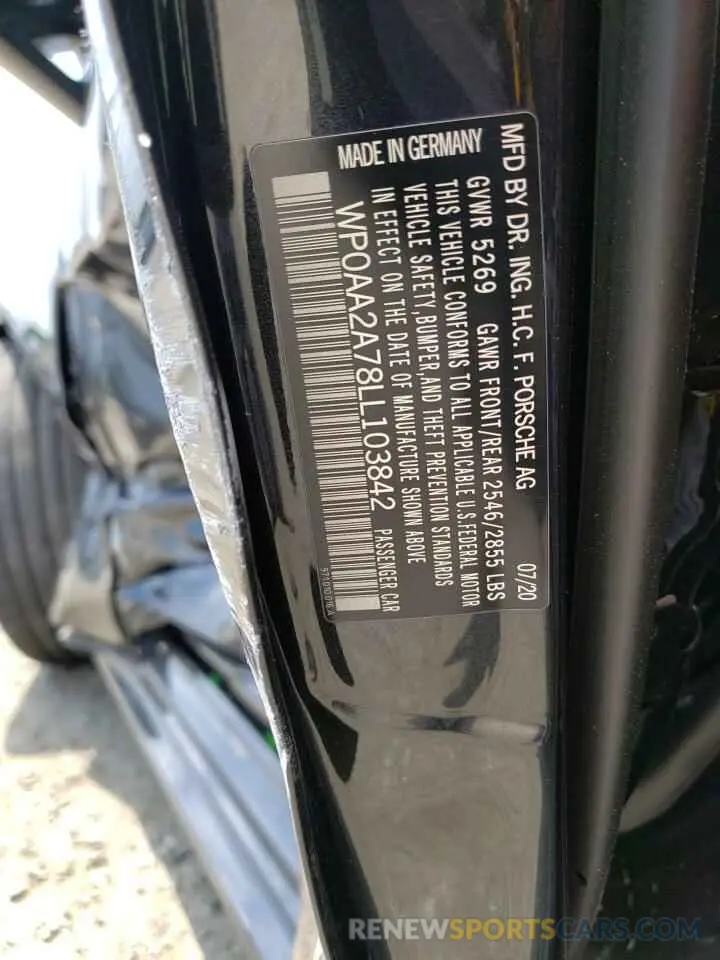 MFD BY DR. ING. H.C. F. PORSCHE AG
07/20
GVWR 5269 GAWR FRONT/REAR 2546/2855 LBS
THIS VEHICLE CONFORMS TO ALL APPLICABLE U.S.FEDERAL MOTOR
VEHICLE SAFETY,BUMPER,AND THEFT PREVENTION STANDARDS
IN EFFECT ON THE DATE OF MANUFACTURE SHOWN ABOVE
WP0AA2A78LL103842 PASSENGER CAR
MADE IN GERMANY
RENEWSPORTSCARS.COM